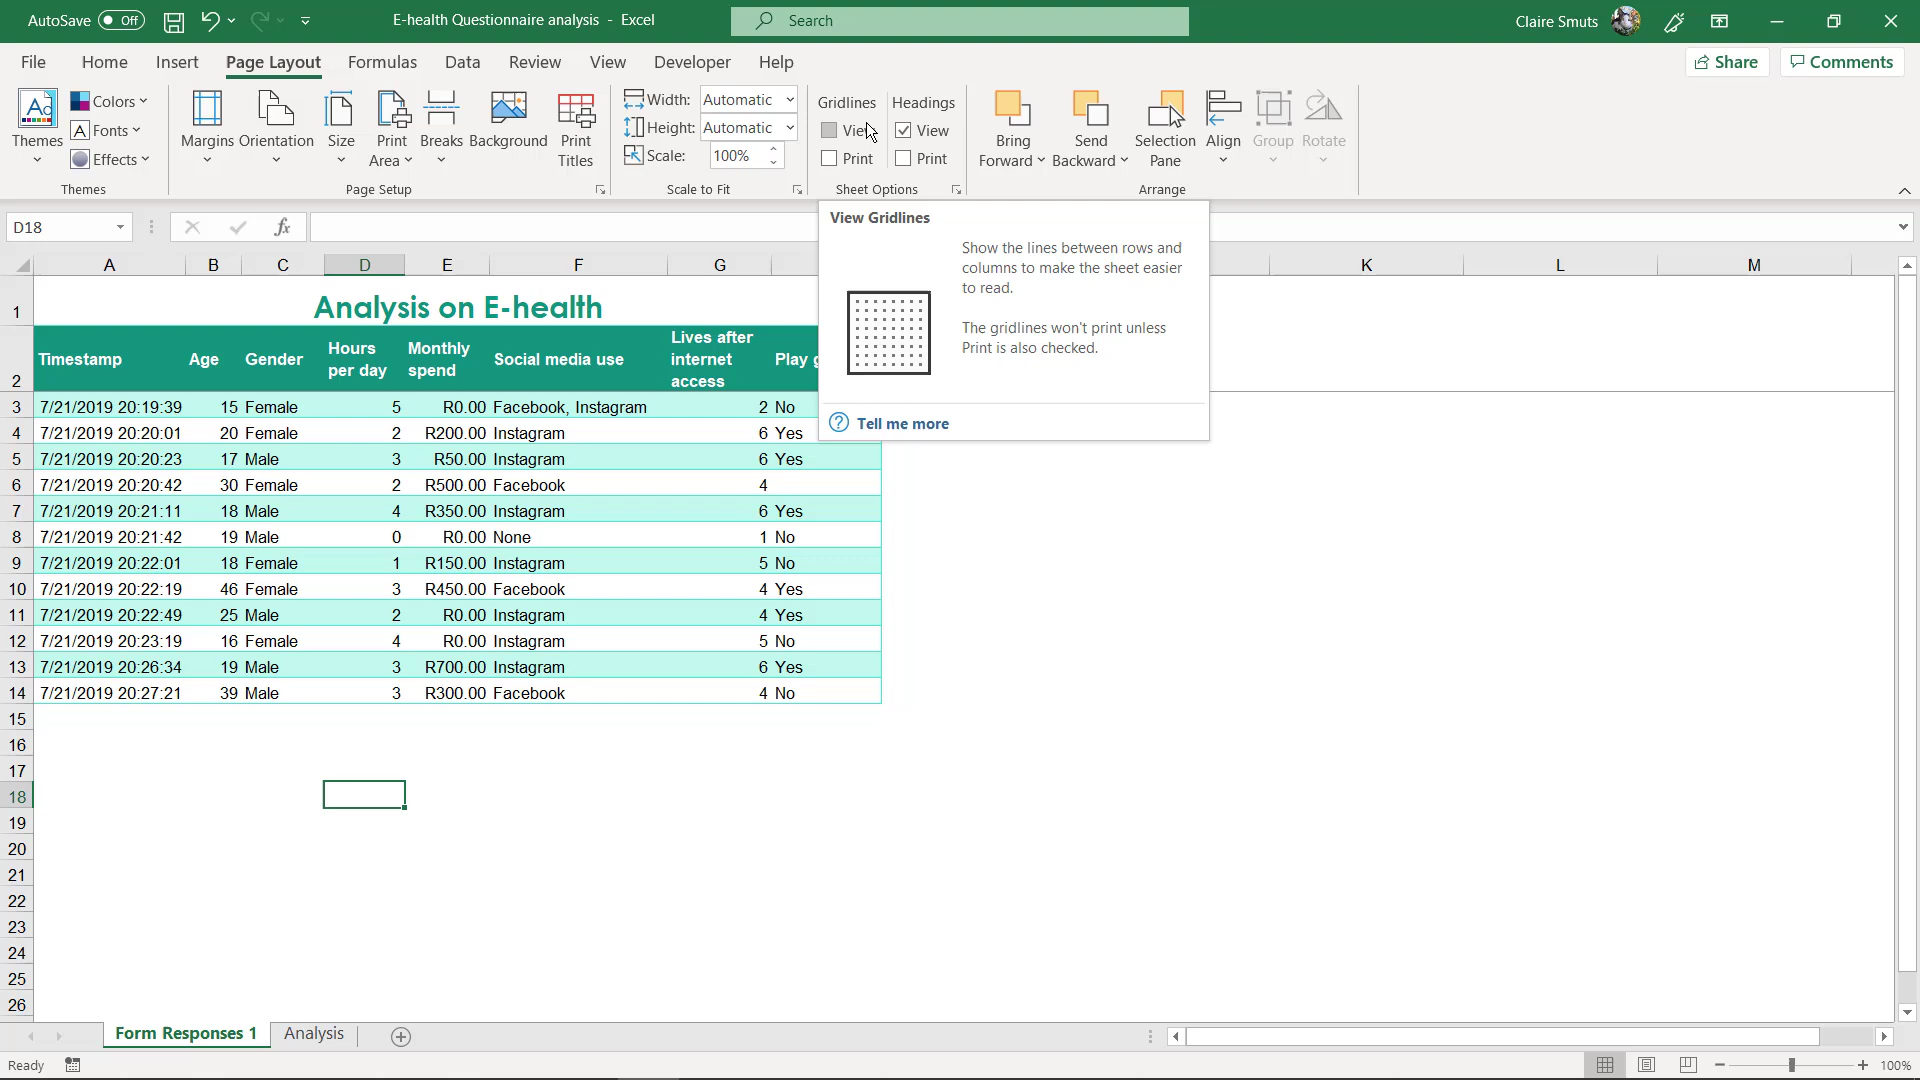 AutoSave Off E-health Questionnaire analysis - Excel Search Claire Smuts
File Home Insert Page Layout Formulas Data Review View Developer Help Share Comments
Themes Colors Fonts Effects Themes
Margins Orientation Size Print Area Breaks Background Print Titles Page Setup
Width: Automatic
Height: Automatic
Scale: 100%
Scale to Fit
Gridlines Headings
View View
Print Print
Sheet Options
Bring Forward Send Backward Selection Pane Align Group Rotate
Arrange
D18 fx
View Gridlines
Show the lines between rows and
columns to make the sheet easier
to read.
The gridlines won't print unless
Print is also checked.
Tell me more
A B C D E F G K L M
1 Analysis on E-health
2 Timestamp Age Gender Hours per day Monthly spend Social media use Lives after internet access Play
3 7/21/2019 20:19:39 15 Female 5 R0.00 Facebook, Instagram 2 No
4 7/21/2019 20:20:01 20 Female 2 R200.00 Instagram 6 Yes
5 7/21/2019 20:20:23 17 Male 3 R50.00 Instagram 6 Yes
6 7/21/2019 20:20:42 30 Female 2 R500.00 Facebook 4
7 7/21/2019 20:21:11 18 Male 4 R350.00 Instagram 6 Yes
8 7/21/2019 20:21:42 19 Male 0 R0.00 None 1 No
9 7/21/2019 20:22:01 18 Female 1 R150.00 Instagram 5 No
10 7/21/2019 20:22:19 46 Female 3 R450.00 Facebook 4 Yes
11 7/21/2019 20:22:49 25 Male 2 R0.00 Instagram 4 Yes
12 7/21/2019 20:23:19 16 Female 4 R0.00 Instagram 5 No
13 7/21/2019 20:26:34 19 Male 3 R700.00 Instagram 6 Yes
14 7/21/2019 20:27:21 39 Male 3 R300.00 Facebook 4 No
15
16
17
18
19
20
21
22
23
24
25
26
Form Responses 1 Analysis
Ready 100%